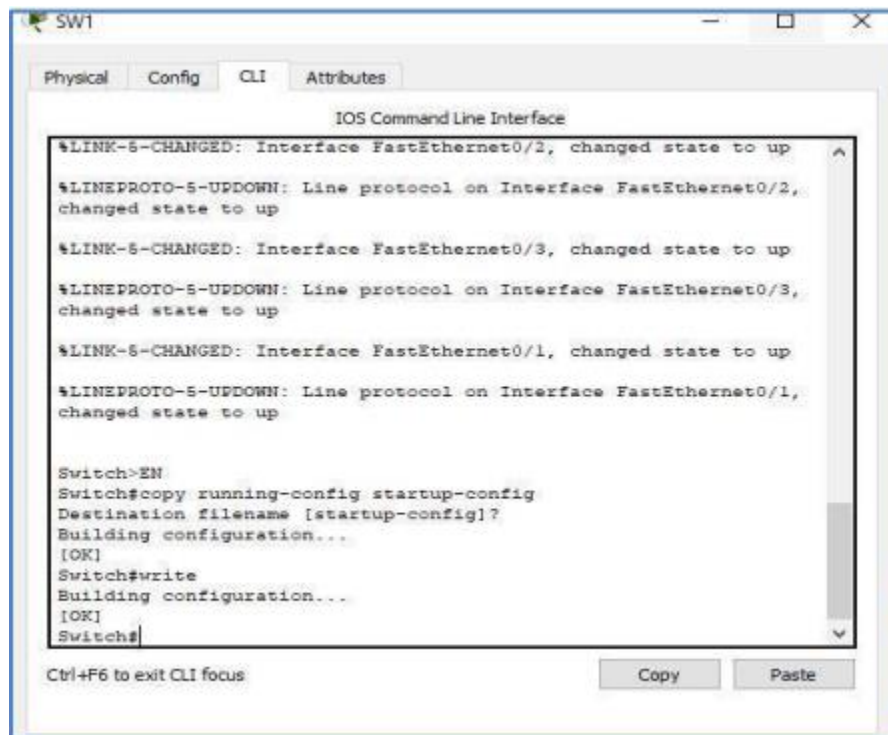 SW1
Physical Config CLI Attributes
IOS Command Line Interface
%LINK-5-CHANGED: Interface FastEthernet0/2, changed state to up
%LINEPROTO-5-UPDOWN: Line protocol on Interface FastEthernet0/2,
changed state to up
%LINK-5-CHANGED: Interface FastEthernet0/3, changed state to up
%LINEPROTO-5-UPDOWN: Line protocol on Interface FastEthernet0/3,
changed state to up
%LINK-5-CHANGED: Interface FastEthernet0/1, changed state to up
%LINEPROTO-5-UPDOWN: Line protocol on Interface FastEthernet0/1,
changed state to up
Switch>EN
Switch#copy running-config startup-config
Destination filename [startup-config]?
Building configuration...
[OK]
Switch#write
Building configuration...
[OK]
Switch#
Ctrl+F6 to exit CLI focus
Copy Paste